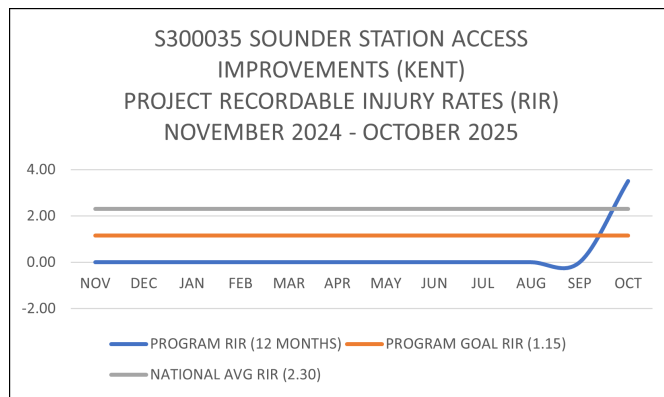 S300035 SOUNDER STATION ACCESS
IMPROVEMENTS (KENT)
PROJECT RECORDABLE INJURY RATES (RIR)
NOVEMBER 2024 - OCTOBER 2025
4.00
2.00
0.00
NOV DEC JAN FEB MAR APR MAY JUN JUL AUG SEP OCT
-2.00
PROGRAM RIR (12 MONTHS) PROGRAM GOAL RIR (1.15)
NATIONAL AVG RIR (2.30)